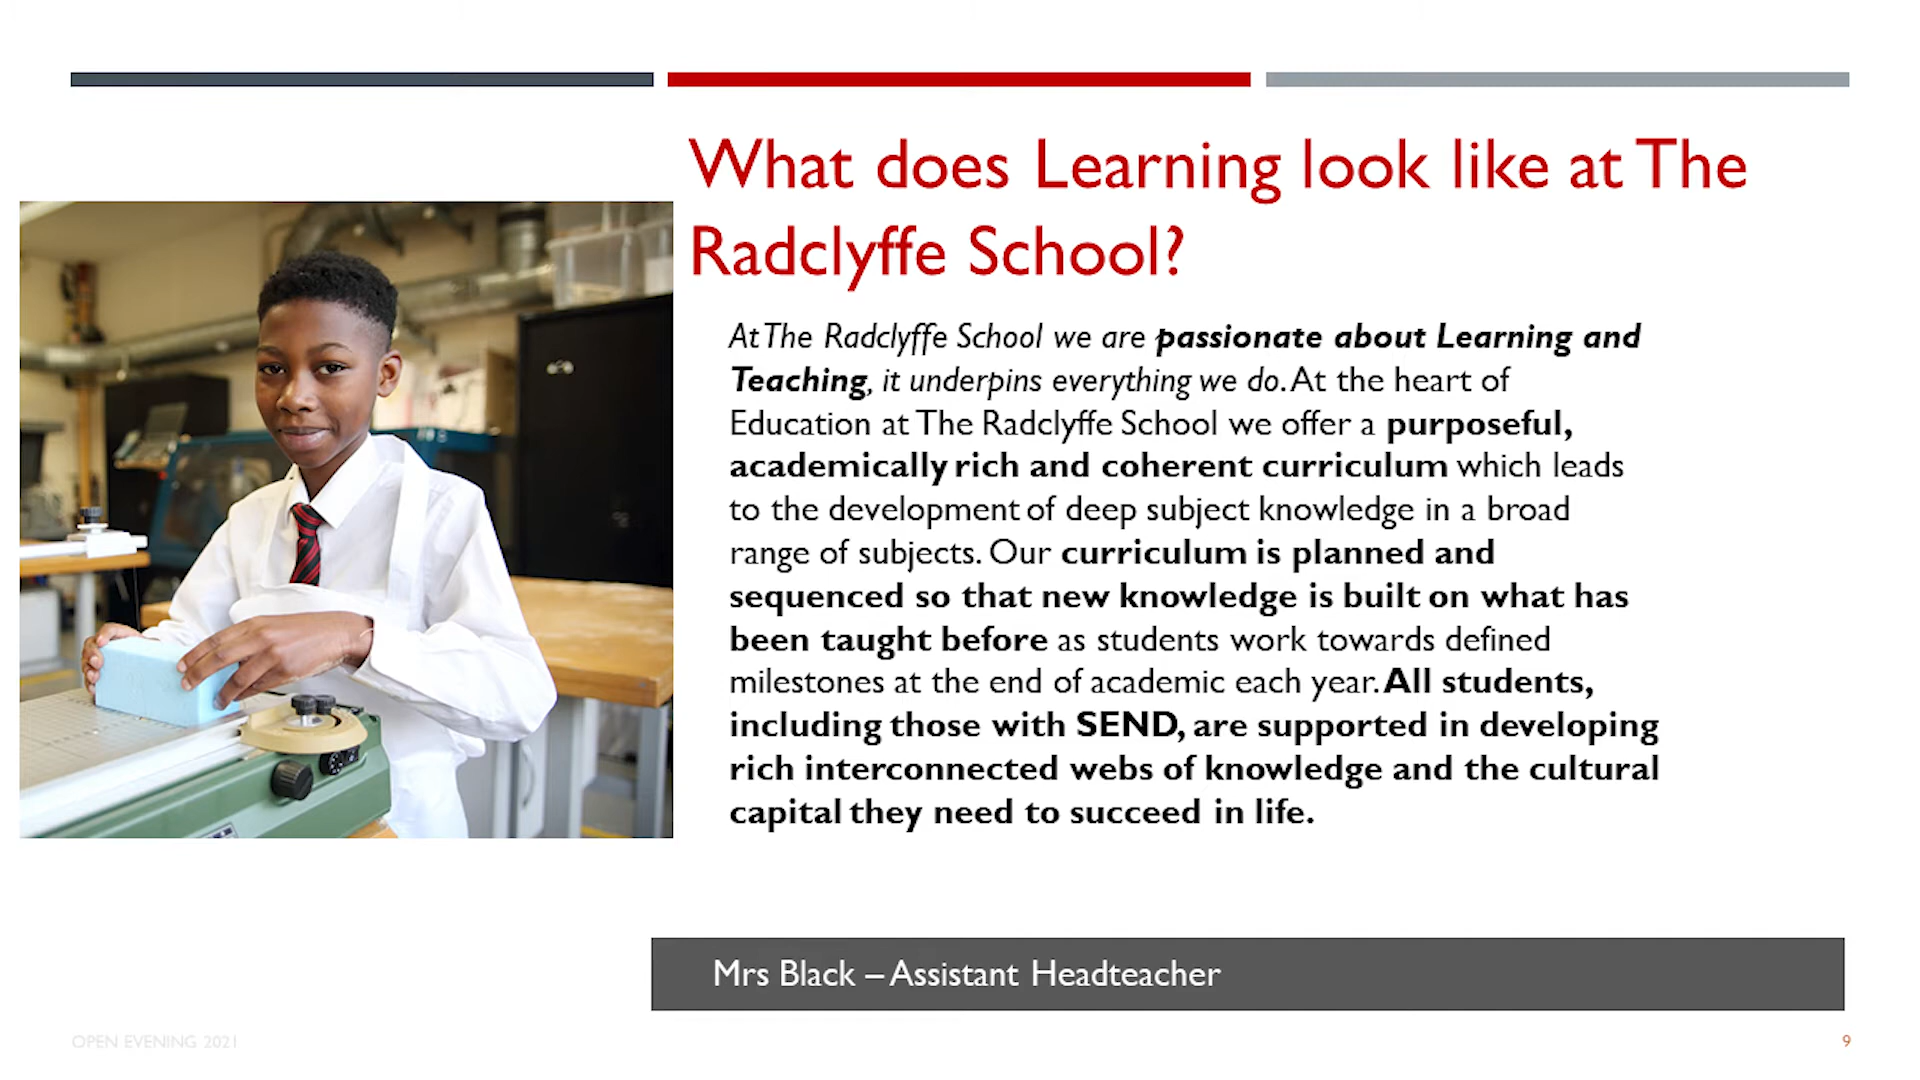 What does Learning look like at The
Radclyffe School?
At The Radclyffe School we are passionate about Learning and
Teaching, it underpins everything we do. At the heart of
Education at The Radclyffe School we offer a purposeful,
academically rich and coherent curriculum which leads
to the development of deep subject knowledge in a broad
range of subjects. Our curriculum is planned and
sequenced so that new knowledge is built on what has
been taught before as students work towards defined
milestones at the end of academic each year. All students,
including those with SEND, are supported in developing
rich interconnected webs of knowledge and the cultural
capital they need to succeed in life.
Mrs Black – Assistant Headteacher
OPEN EVENING 2021
9